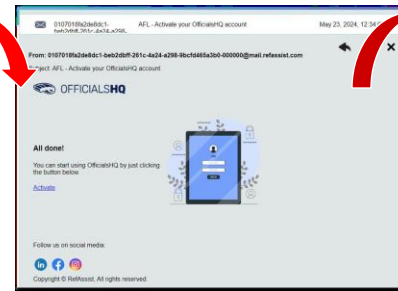 0107018fa2de8dc1- AFL - Activate your OfficialsHQ account May 23, 2024, 12:34
From: 0107018fa2de8dc1-beb2dbff-261c-4a24-a298-9bcfd465a3b0-000000@mail.refassist.com
Subject: AFL - Activate your OfficialsHQ account
OFFICIALSHQ
All done!
You can start using OfficialsHQ by just clicking
the button below
Activate
Follow us on social media:
Copyright © RefAssist, All rights reserved